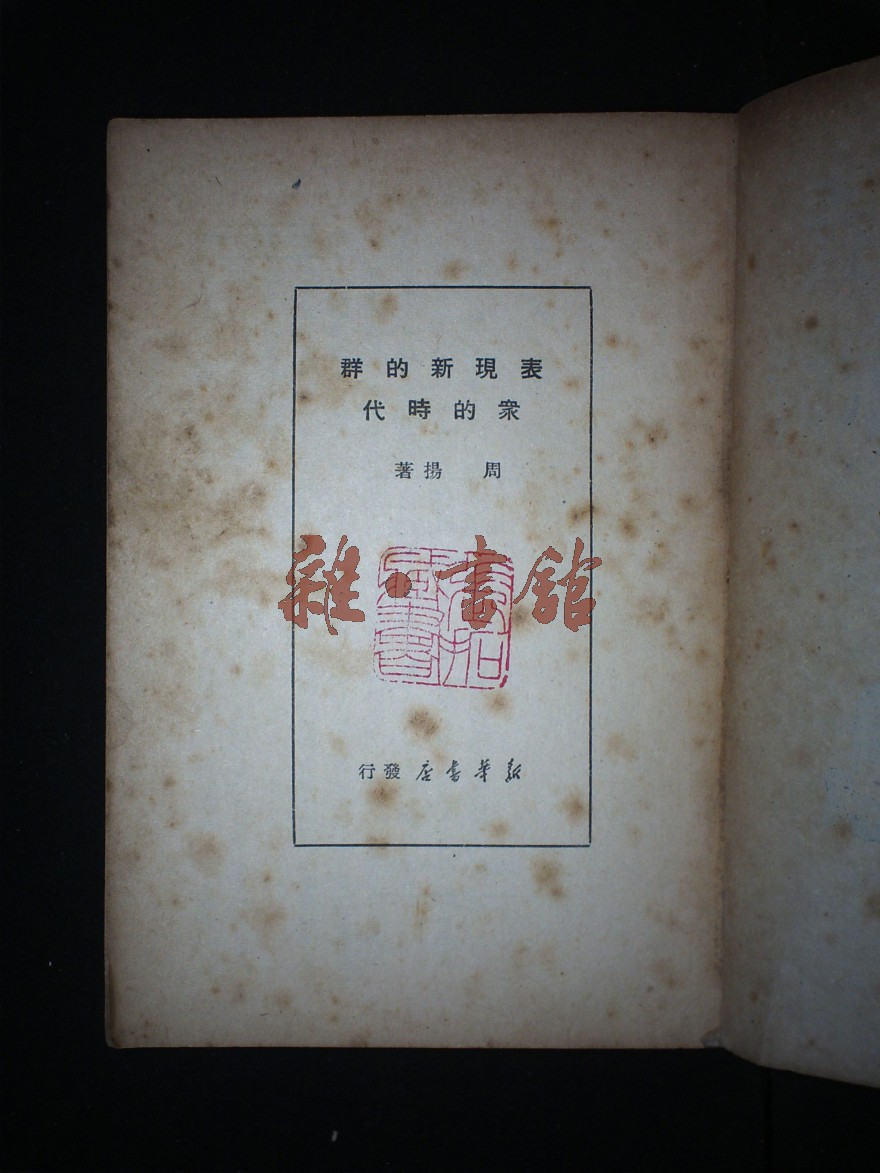 表現新的群
衆的時代
周揚著
雜·書館
新華書店發行